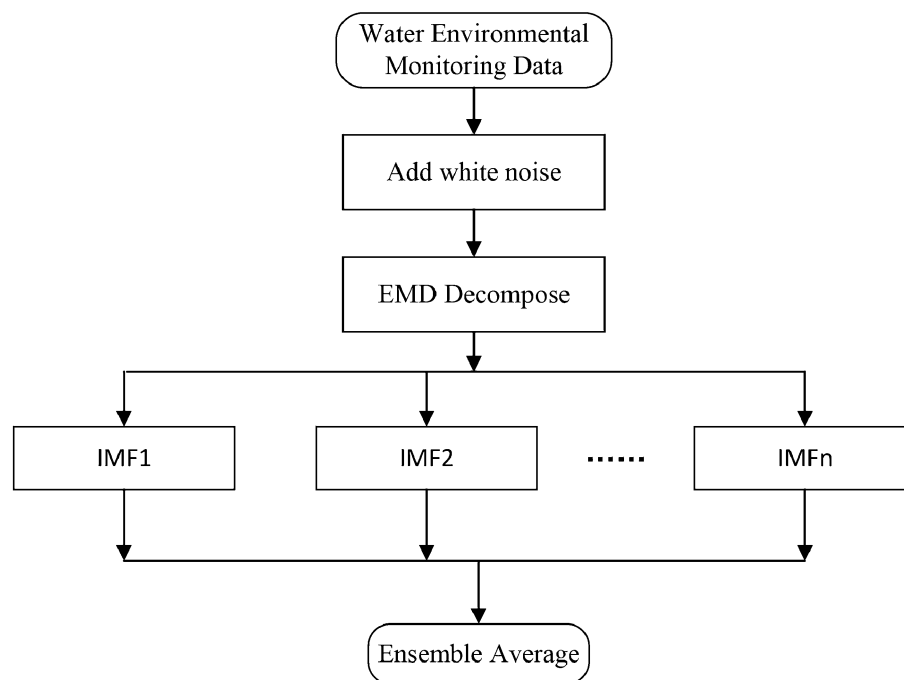 Water Environmental
Monitoring Data
Add white noise
EMD Decompose
IMF1
IMF2
......
IMFn
Ensemble Average